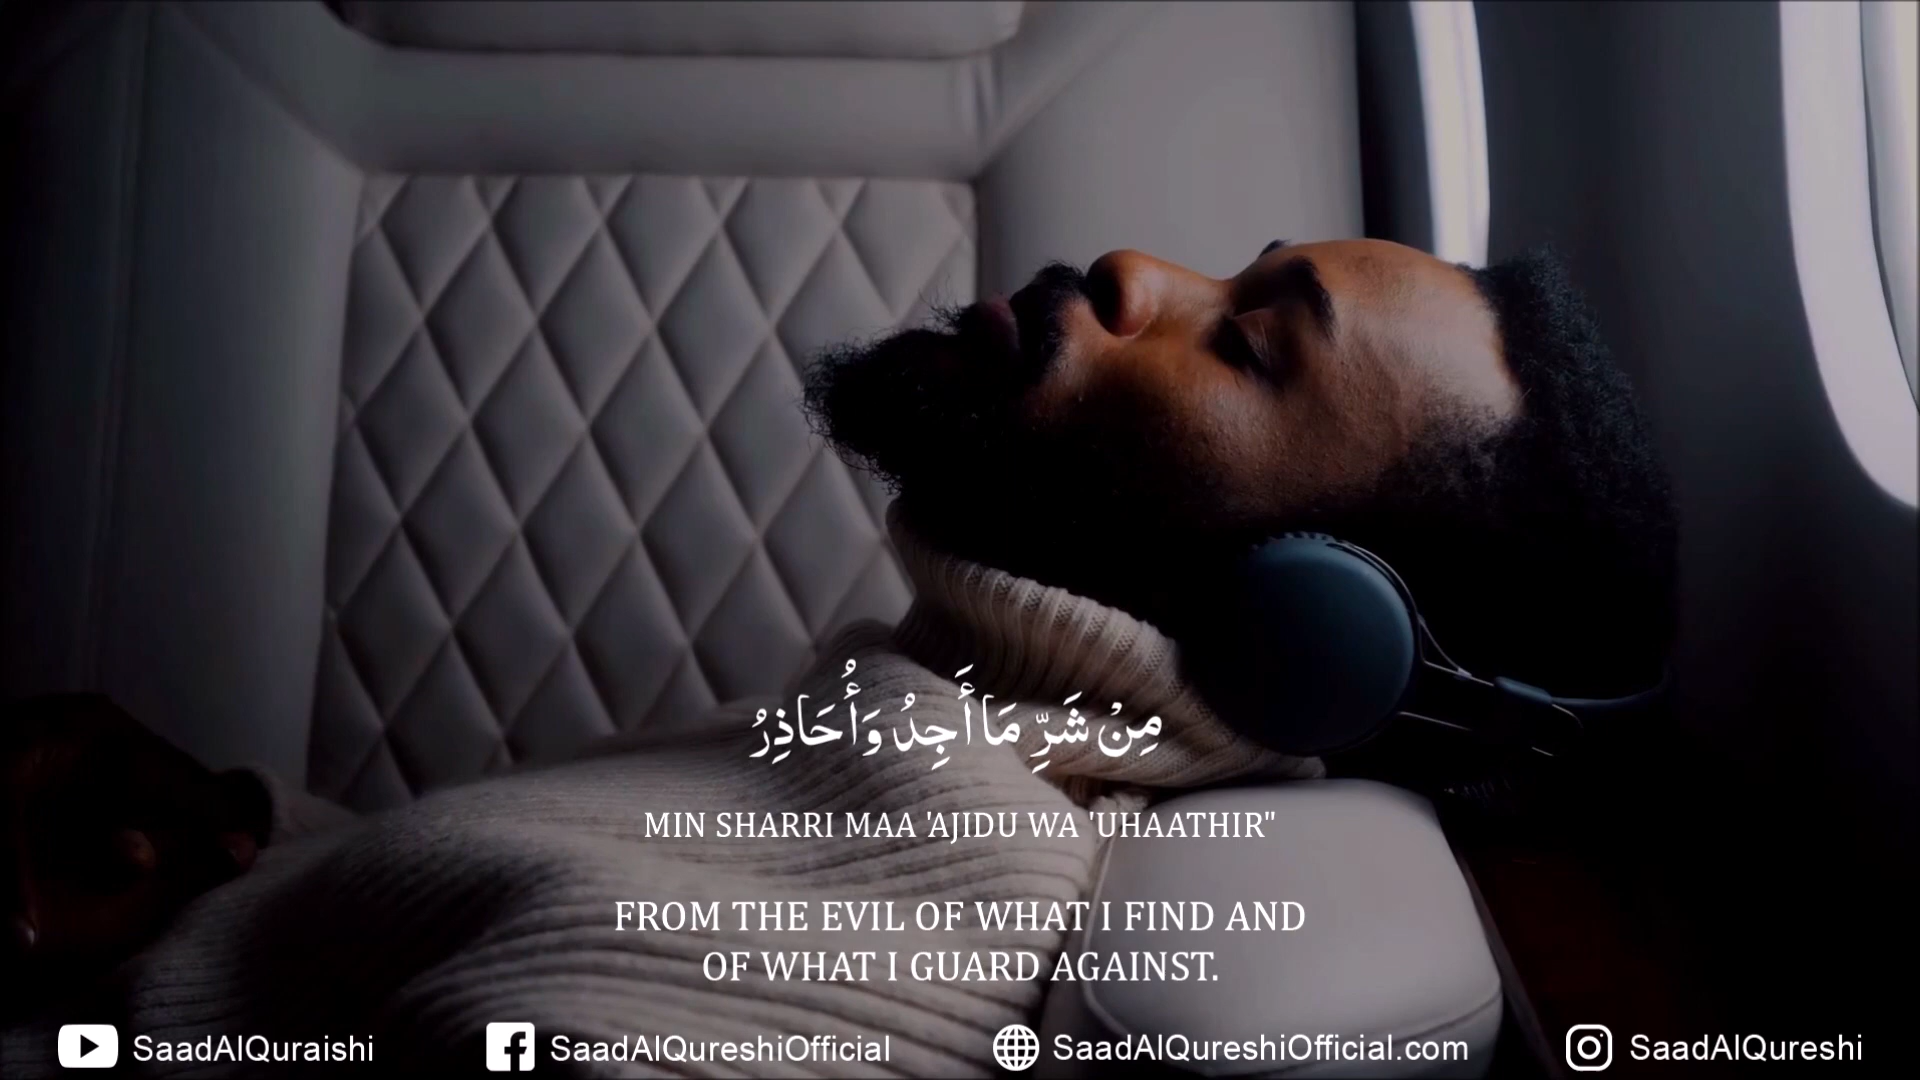 مِنْ شَرِّ مَا أَجِدُ وَأُحَاذِرُ
MIN SHARRI MAA 'AJIDU WA 'UHAATHIR"
FROM THE EVIL OF WHAT I FIND AND
OF WHAT I GUARD AGAINST.
SaadAlQuraishi
SaadAlQureshiOfficial
SaadAlQureshiOfficial.com
SaadAlQureshi